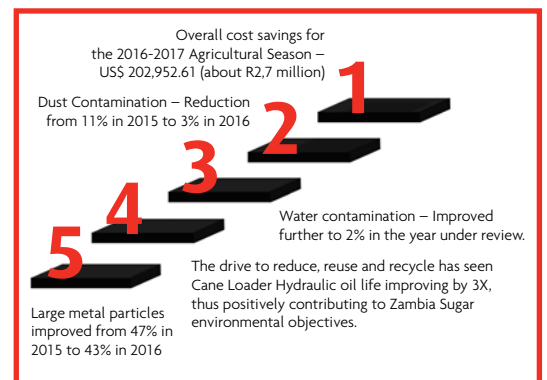 Overall cost savings for
the 2016-2017 Agricultural Season –
US$ 202,952.61 (about R2,7 million)
1
Dust Contamination – Reduction
from 11% in 2015 to 3% in 2016
2
3
Water contamination – Improved
further to 2% in the year under review.
4
The drive to reduce, reuse and recycle has seen
Cane Loader Hydraulic oil life improving by 3X,
thus positively contributing to Zambia Sugar
environmental objectives.
5
Large metal particles
improved from 47% in
2015 to 43% in 2016